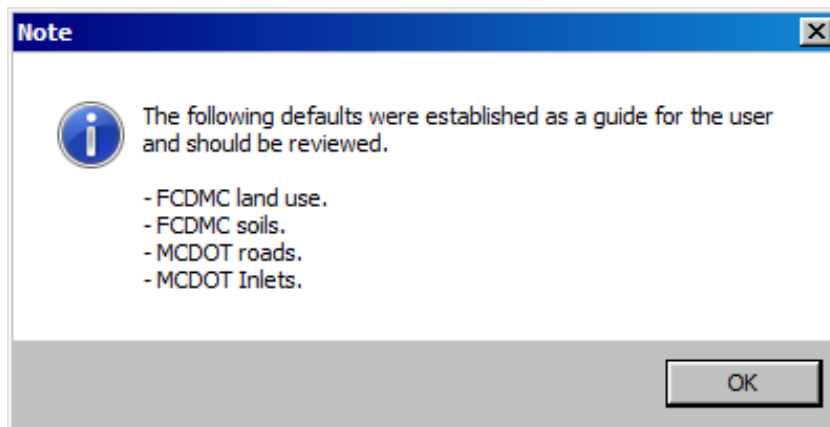 Note
The following defaults were established as a guide for the user
and should be reviewed.
- FCDMC land use.
- FCDMC soils.
- MCDOT roads.
- MCDOT Inlets.
OK